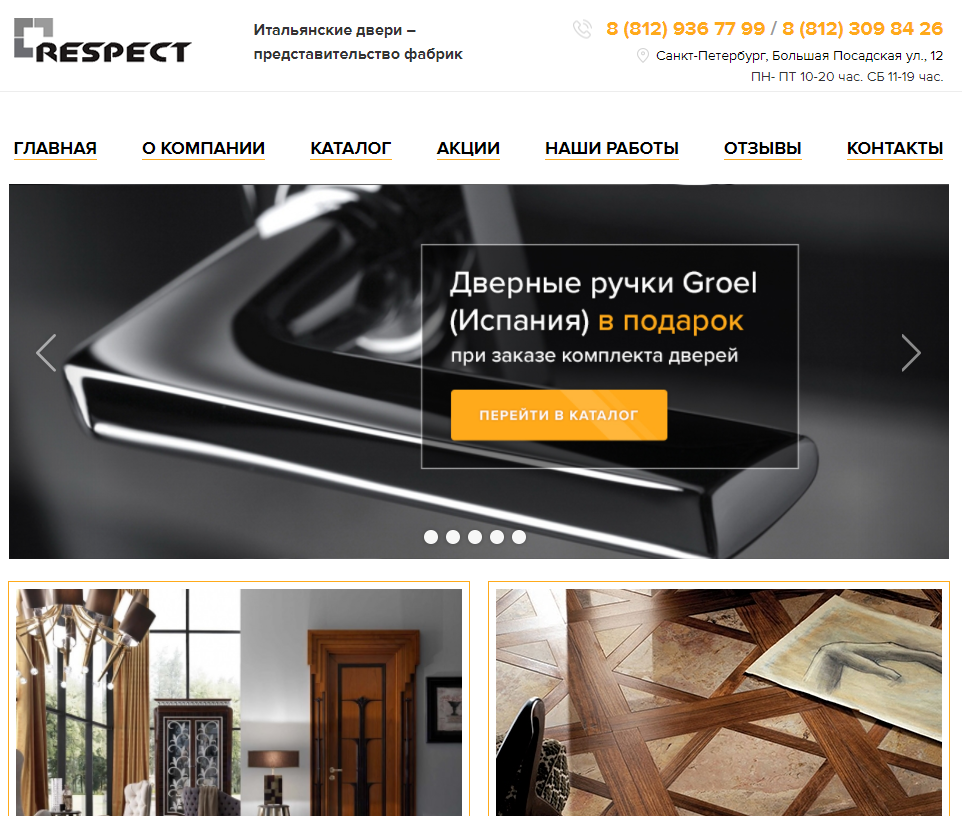 RESPECT
Итальянские двери –
представительство фабрик
8 (812) 936 77 99 / 8 (812) 309 84 26
Санкт-Петербург, Большая Посадская ул., 12
ПН- ПТ 10-20 час. СБ 11-19 час.
ГЛАВНАЯ О КОМПАНИИ КАТАЛОГ АКЦИИ НАШИ РАБОТЫ ОТЗЫВЫ КОНТАКТЫ
Дверные ручки Groel
(Испания) в подарок
при заказе комплекта дверей
ПЕРЕЙТИ В КАТАЛОГ